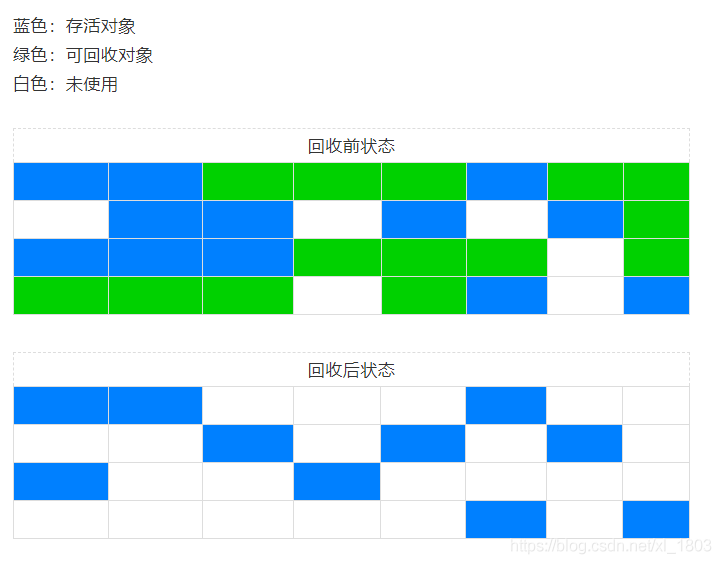 蓝色：存活对象
绿色：可回收对象
白色：未使用
回收前状态
回收后状态
https://blog.csdn.net/xl_1803